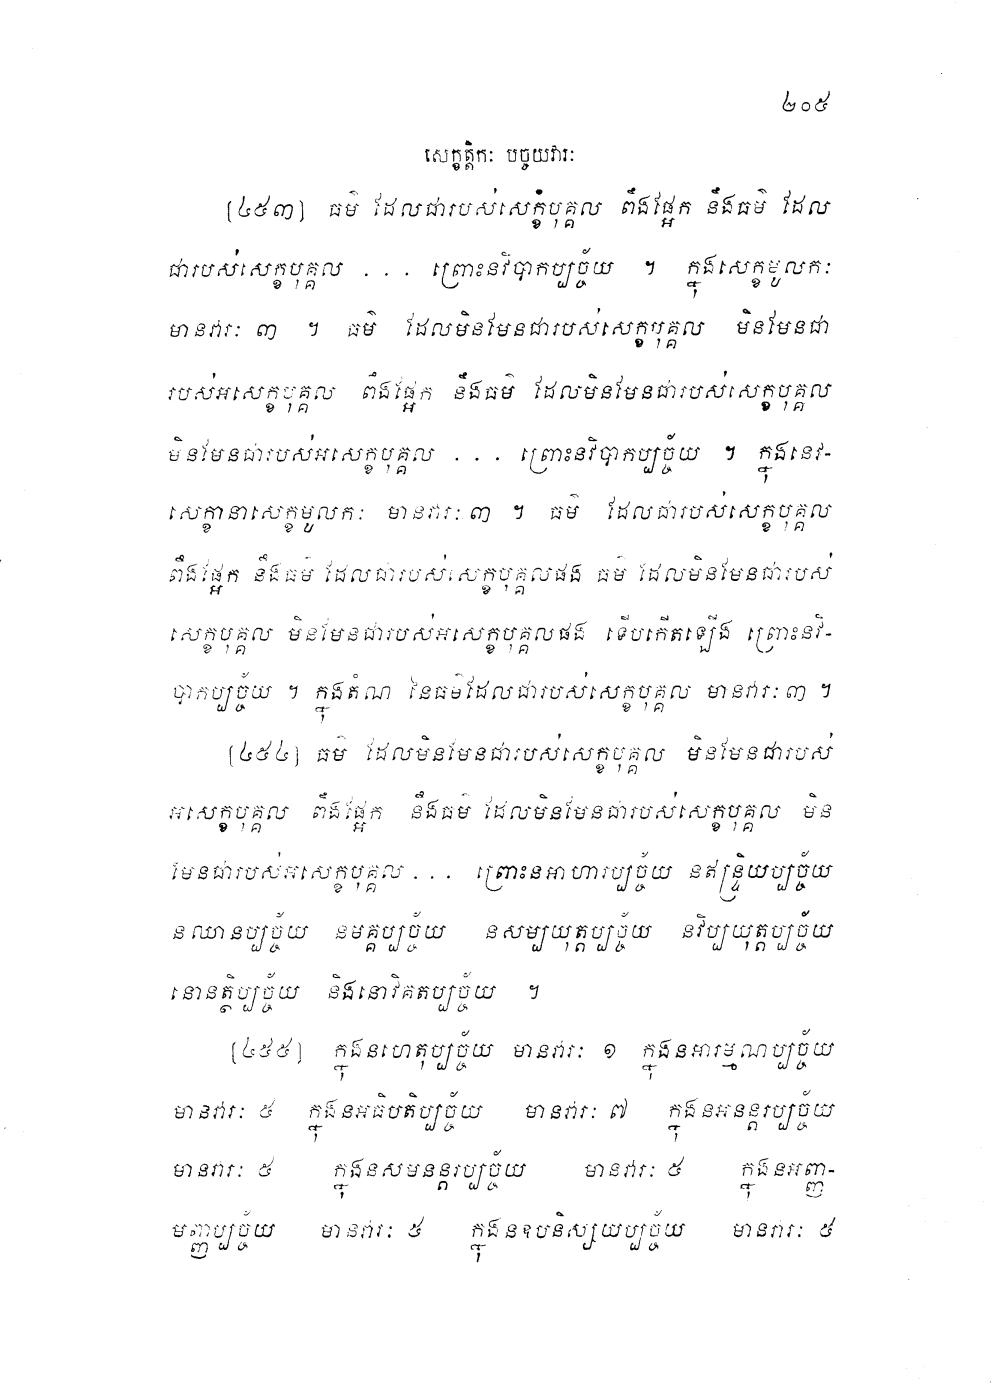 ២០៥
សេក្ខត្តិកៈ បច្ចយវារៈ
[៤៥៣] ធម៌ ដែលជារបស់សេក្ខបុគ្គល ពឹងផ្អែក នឹងធម៌ ដែល
ជារបស់សេក្ខបុគ្គល . . . ព្រោះនវិបាកប្បច្ច័យ ។ ក្នុងសេក្ខមូលកៈ
មានវារៈ ៣ ។ ធម៌ ដែលមិនមែនជារបស់សេក្ខបុគ្គល មិនមែនជា
របស់អសេក្ខបុគ្គល ពឹងផ្អែក នឹងធម៌ ដែលមិនមែនជារបស់សេក្ខបុគ្គល
មិនមែនជារបស់អសេក្ខបុគ្គល . . . ព្រោះនវិបាកប្បច្ច័យ ។ ក្នុងនេវ-
សេក្ខានាសេក្ខមូលកៈ មានវារៈ ៣ ។ ធម៌ ដែលជារបស់សេក្ខបុគ្គល
ពឹងផ្អែក នឹងធម៌ ដែលជារបស់សេក្ខបុគ្គលផង ធម៌ ដែលមិនមែនជារបស់
សេក្ខបុគ្គល មិនមែនជារបស់អសេក្ខបុគ្គលផង ទើបកើតឡើង ព្រោះនវិ-
បាកប្បច្ច័យ ។ ក្នុងតំណ នៃធម៌ដែលជារបស់សេក្ខបុគ្គល មានវារៈ ៣ ។
[៤៥៤] ធម៌ ដែលមិនមែនជារបស់សេក្ខបុគ្គល មិនមែនជារបស់
អសេក្ខបុគ្គល ពឹងផ្អែក នឹងធម៌ ដែលមិនមែនជារបស់សេក្ខបុគ្គល មិន
មែនជារបស់អសេក្ខបុគ្គល . . . ព្រោះនអាហារប្បច្ច័យ នឥន្ទ្រិយប្បច្ច័យ
នឈានប្បច្ច័យ នមគ្គប្បច្ច័យ នសម្បយុត្តប្បច្ច័យ នវិប្បយុត្តប្បច្ច័យ
នោនត្ថិប្បច្ច័យ និងនោវិគតប្បច្ច័យ ។
[៤៥៥] ក្នុងនហេតុប្បច្ច័យ មានវារៈ ១ ក្នុងនអារម្មណប្បច្ច័យ
មានវារៈ ៥ ក្នុងនអធិបតិប្បច្ច័យ មានវារៈ ៧ ក្នុងនអនន្តរប្បច្ច័យ
មានវារៈ ៥ ក្នុងនសមនន្តរប្បច្ច័យ មានវារៈ ៥ ក្នុងនអញ្ញា-
មញ្ញប្បច្ច័យ មានវារៈ ៥ ក្នុងនឧបនិស្សយប្បច្ច័យ មានវារៈ ៥